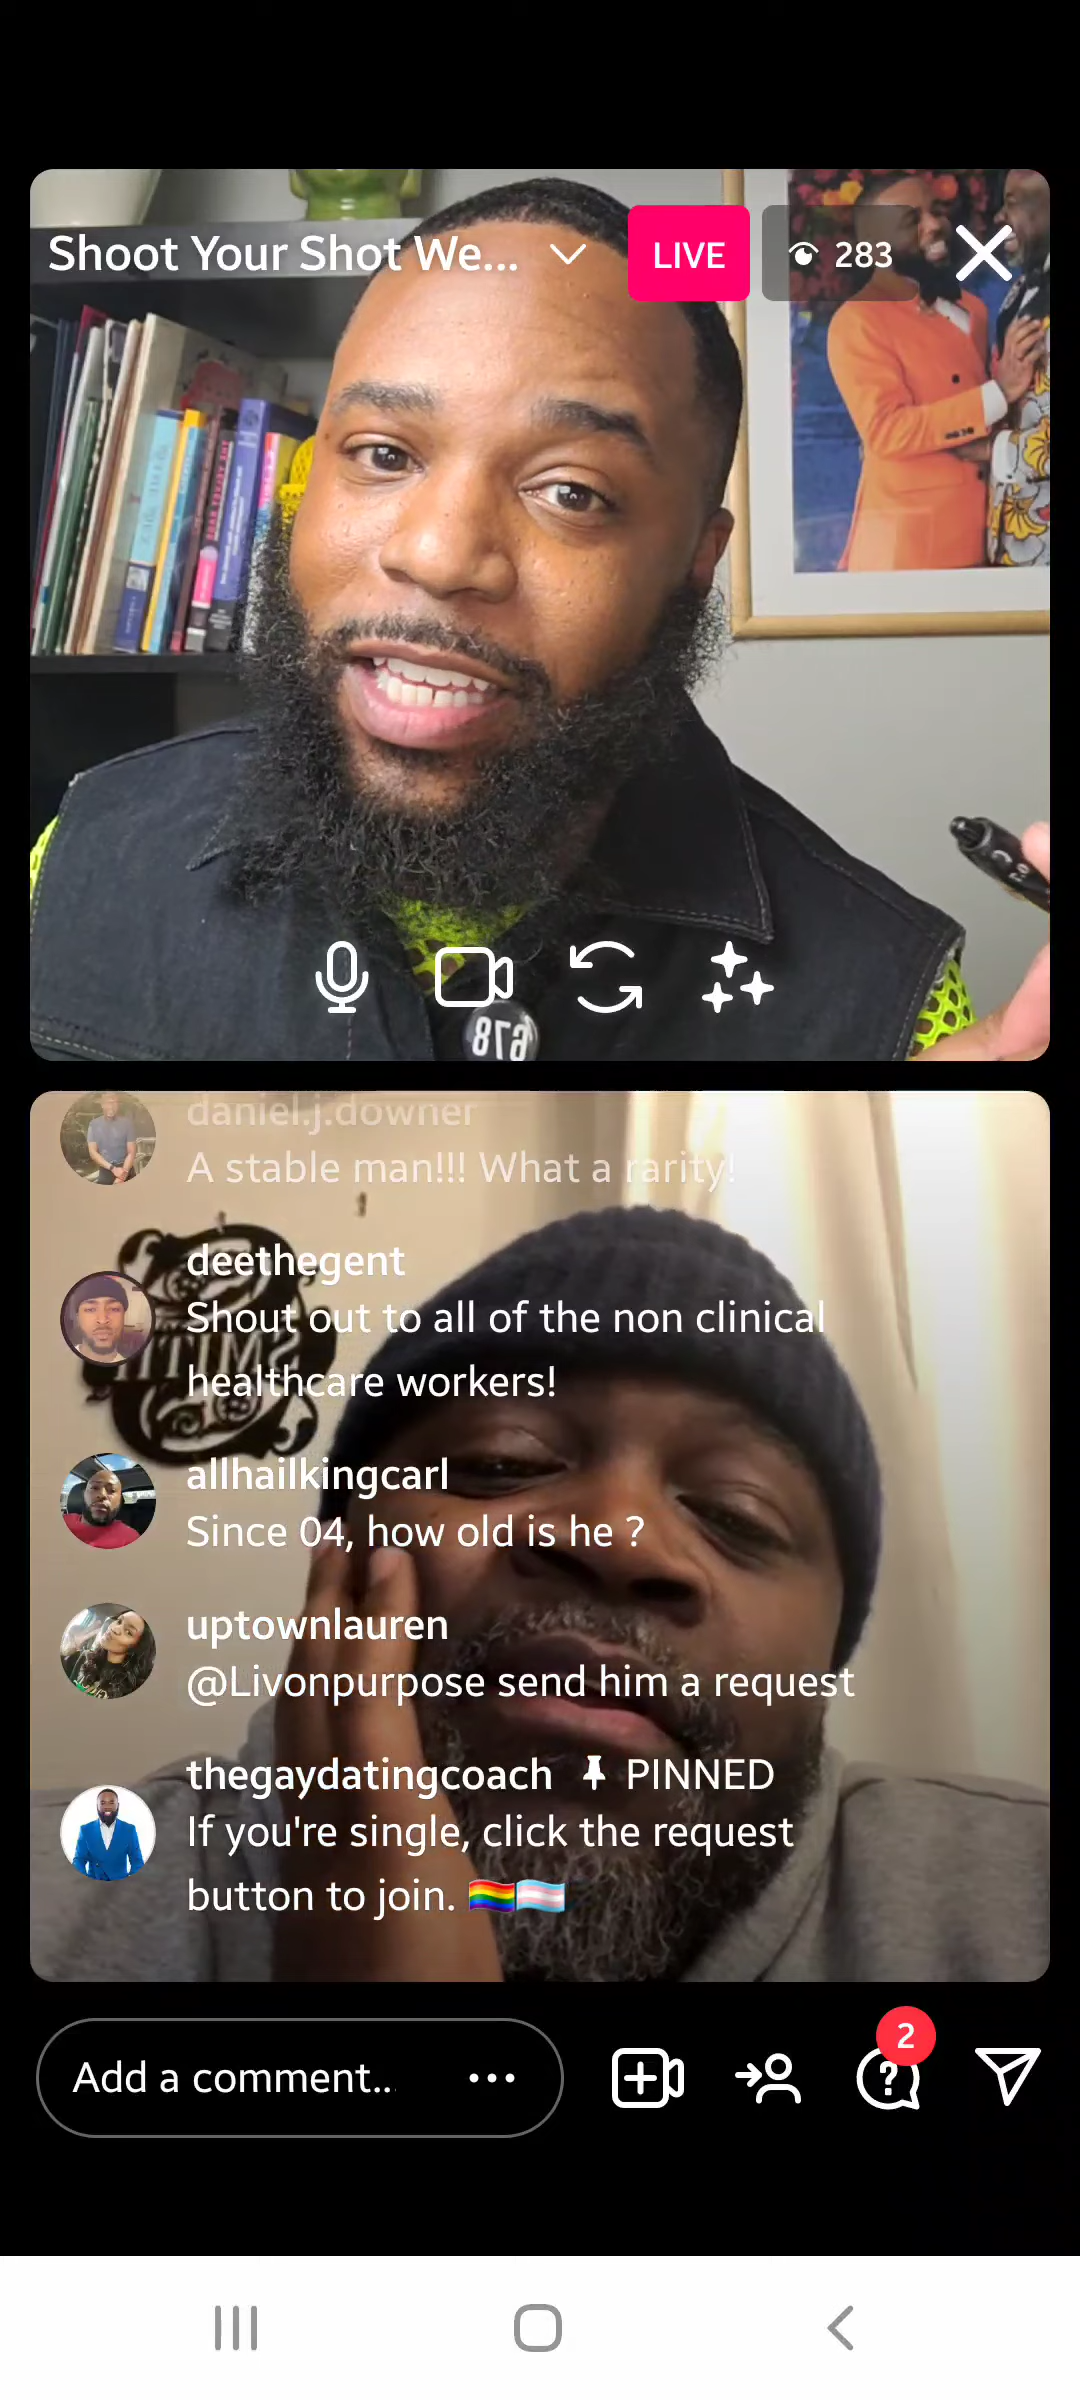 Shoot Your Shot We...
LIVE
283
678
daniel.j.downer
A stable man!!! What a rarity!
deethegent
Shout out to all of the non clinical
healthcare workers!
SMITH
allhailkingcarl
Since 04, how old is he ?
uptownlauren
@Livonpurpose send him a request
thegaydatingcoach PINNED
If you're single, click the request
button to join. 🏳️‍🌈🏳️‍⚧️
Add a comment...
2